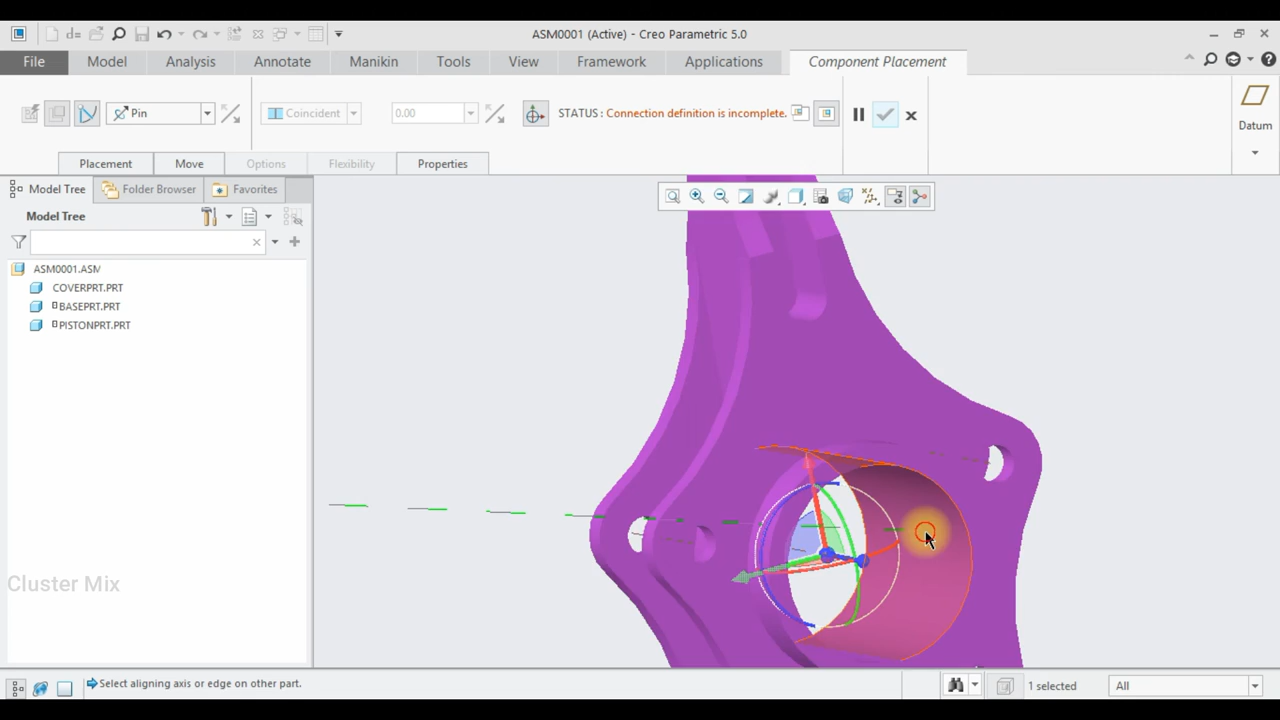 ASM0001 (Active) - Creo Parametric 5.0
File Model Analysis Annotate Manikin Tools View Framework Applications Component Placement
Pin Coincident 0.00 STATUS : Connection definition is incomplete.
Datum
Placement Move Options Flexibility Properties
Model Tree Folder Browser Favorites
Model Tree
ASM0001.ASM
COVERPRT.PRT
BASEPRT.PRT
PISTONPRT.PRT
Cluster Mix
Select aligning axis or edge on other part. 1 selected All